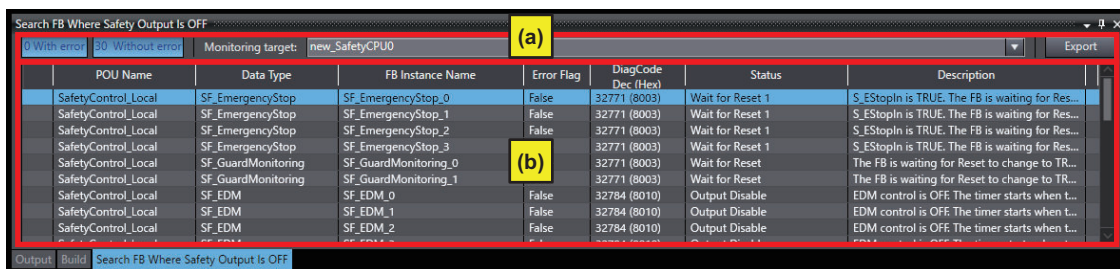 Search FB Where Safety Output Is OFF
0 With error 30 Without error Monitoring target: new_SafetyCPU0 (a) Export
POU Name Data Type FB Instance Name Error Flag DiagCode Dec (Hex) Status Description
SafetyControl_Local SF_EmergencyStop SF_EmergencyStop_0 False 32771 (8003) Wait for Reset 1 S_EStopIn is TRUE. The FB is waiting for Res...
SafetyControl_Local SF_EmergencyStop SF_EmergencyStop_1 False 32771 (8003) Wait for Reset 1 S_EStopIn is TRUE. The FB is waiting for Res...
SafetyControl_Local SF_EmergencyStop SF_EmergencyStop_2 False 32771 (8003) Wait for Reset 1 S_EStopIn is TRUE. The FB is waiting for Res...
SafetyControl_Local SF_EmergencyStop SF_EmergencyStop_3 32771 (8003) Wait for Reset 1 S_EStopIn is TRUE. The FB is waiting for Res...
SafetyControl_Local SF_GuardMonitoring SF_GuardMonitoring_0 (b) 32771 (8003) Wait for Reset The FB is waiting for Reset to change to TR...
SafetyControl_Local SF_GuardMonitoring SF_GuardMonitoring_1 32771 (8003) Wait for Reset The FB is waiting for Reset to change to TR...
SafetyControl_Local SF_EDM SF_EDM_0 False 32784 (8010) Output Disable EDM control is OFF. The timer starts when t...
SafetyControl_Local SF_EDM SF_EDM_1 False 32784 (8010) Output Disable EDM control is OFF. The timer starts when t...
SafetyControl_Local SF_EDM SF_EDM_2 False 32784 (8010) Output Disable EDM control is OFF. The timer starts when t...
Output Build Search FB Where Safety Output Is OFF